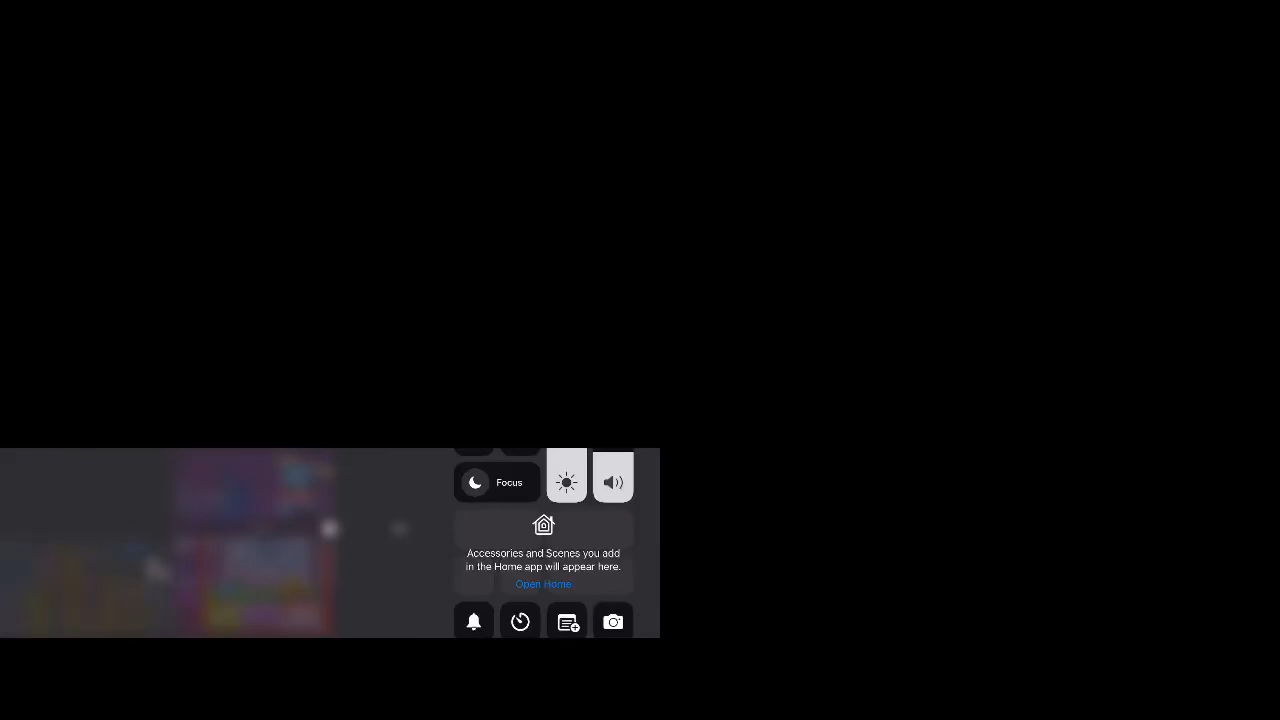 Focus
Accessories and Scenes you add
in the Home app will appear here.
Open Home